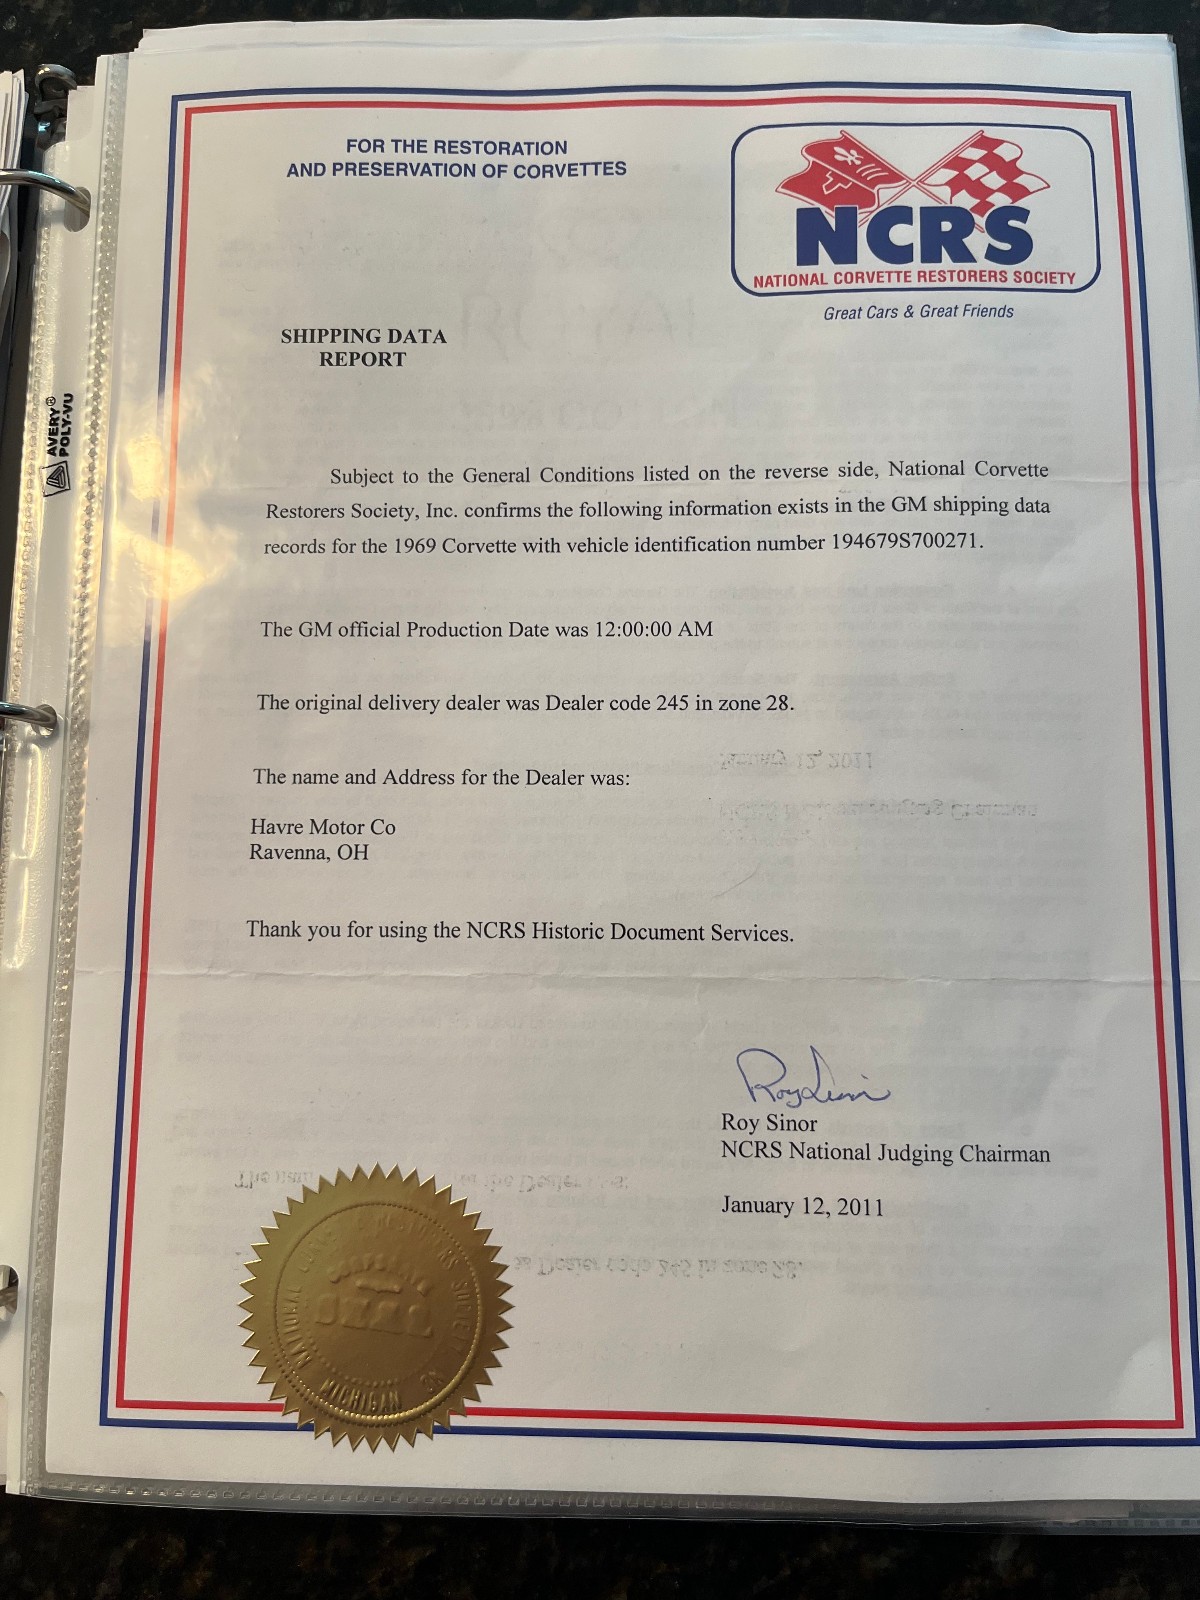 FOR THE RESTORATION
AND PRESERVATION OF CORVETTES
NCRS
NATIONAL CORVETTE RESTORERS SOCIETY
Great Cars & Great Friends
SHIPPING DATA
REPORT
AVERY®
POLY-VU
Subject to the General Conditions listed on the reverse side, National Corvette
Restorers Society, Inc. confirms the following information exists in the GM shipping data
records for the 1969 Corvette with vehicle identification number 194679S700271.
The GM official Production Date was 12:00:00 AM
The original delivery dealer was Dealer code 245 in zone 28.
The name and Address for the Dealer was:
Havre Motor Co
Ravenna, OH
Thank you for using the NCRS Historic Document Services.
Roy Sinor
Roy Sinor
NCRS National Judging Chairman
January 12, 2011
NATIONAL SOCIETY
MICHIGAN